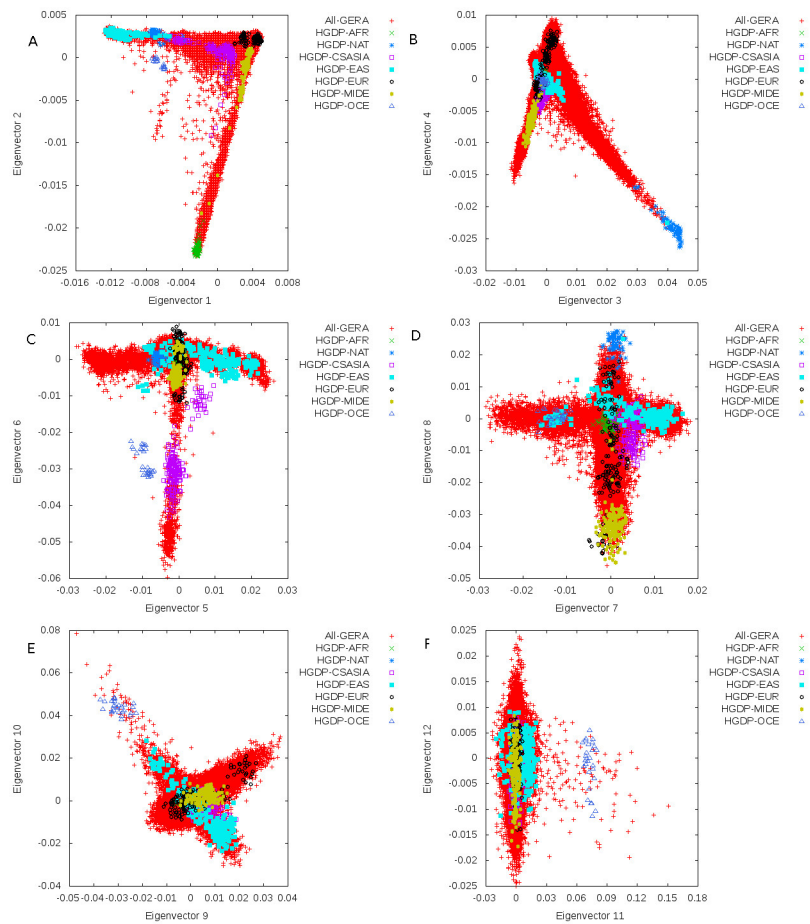 A
Eigenvector 2
0.005
0
-0.005
-0.01
-0.015
-0.02
-0.025
-0.016
-0.012
-0.008
-0.004
0
0.004
0.008
Eigenvector 1
All-GERA
HGDP-AFR
HGDP-NAT
HGDP-CSASIA
HGDP-EAS
HGDP-EUR
HGDP-MIDE
HGDP-OCE
B
Eigenvector 4
0.01
0.005
0
-0.005
-0.01
-0.015
-0.02
-0.025
-0.03
-0.02
-0.01
0
0.01
0.02
0.03
0.04
0.05
Eigenvector 3
All-GERA
HGDP-AFR
HGDP-NAT
HGDP-CSASIA
HGDP-EAS
HGDP-EUR
HGDP-MIDE
HGDP-OCE
C
Eigenvector 6
0.01
0
-0.01
-0.02
-0.03
-0.04
-0.05
-0.06
-0.03
-0.02
-0.01
0
0.01
0.02
0.03
Eigenvector 5
All-GERA
HGDP-AFR
HGDP-NAT
HGDP-CSASIA
HGDP-EAS
HGDP-EUR
HGDP-MIDE
HGDP-OCE
D
Eigenvector 8
0.03
0.02
0.01
0
-0.01
-0.02
-0.03
-0.04
-0.05
-0.03
-0.02
-0.01
0
0.01
0.02
Eigenvector 7
All-GERA
HGDP-AFR
HGDP-NAT
HGDP-CSASIA
HGDP-EAS
HGDP-EUR
HGDP-MIDE
HGDP-OCE
E
Eigenvector 10
0.08
0.06
0.04
0.02
0
-0.02
-0.04
-0.05
-0.04
-0.03
-0.02
-0.01
0
0.01
0.02
0.03
0.04
Eigenvector 9
All-GERA
HGDP-AFR
HGDP-NAT
HGDP-CSASIA
HGDP-EAS
HGDP-EUR
HGDP-MIDE
HGDP-OCE
F
Eigenvector 12
0.025
0.02
0.015
0.01
0.005
0
-0.005
-0.01
-0.015
-0.02
-0.025
-0.03
0
0.03
0.06
0.09
0.12
0.15
0.18
Eigenvector 11
All-GERA
HGDP-AFR
HGDP-NAT
HGDP-CSASIA
HGDP-EAS
HGDP-EUR
HGDP-MIDE
HGDP-OCE